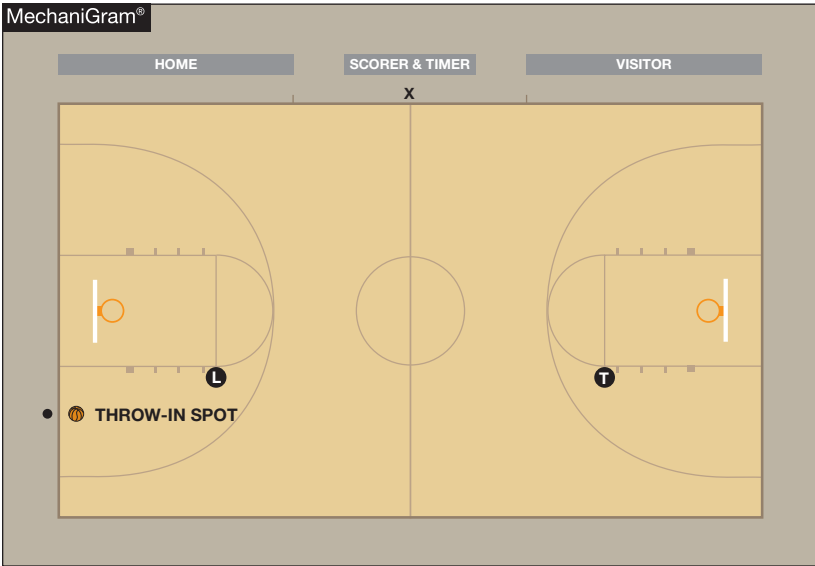 MechaniGram®
HOME
SCORER & TIMER
VISITOR
X
L
T
THROW-IN SPOT